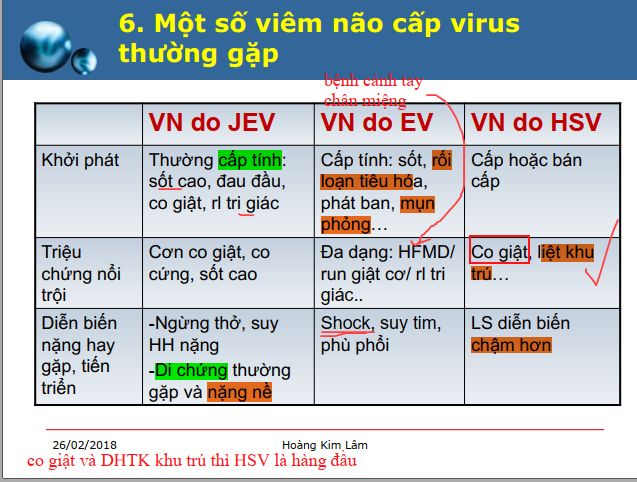 6. Một số viêm não cấp virus
thường gặp
bệnh cảnh tay
chân miệng
VN do JEV
VN do EV
VN do HSV
Khởi phát
Thường cấp tính:
sốt cao, đau đầu,
co giật, rl tri giác
Cấp tính: sốt, rối
loạn tiêu hóa,
phát ban, mụn
phỏng…
Cấp hoặc bán
cấp
Triệu
chứng nổi
trội
Cơn co giật, co
cứng, sốt cao
Đa dạng: HFMD/
run giật cơ/ rl tri
giác..
Co giật, liệt khu
trú…
Diễn biến
nặng hay
gặp, tiến
triển
-Ngừng thở, suy
HH nặng
-Di chứng thường
gặp và nặng nề
Shock, suy tim,
phù phổi
LS diễn biến
chậm hơn
26/02/2018
Hoàng Kim Lâm
co giật và DHTK khu trú thì HSV là hàng đầu